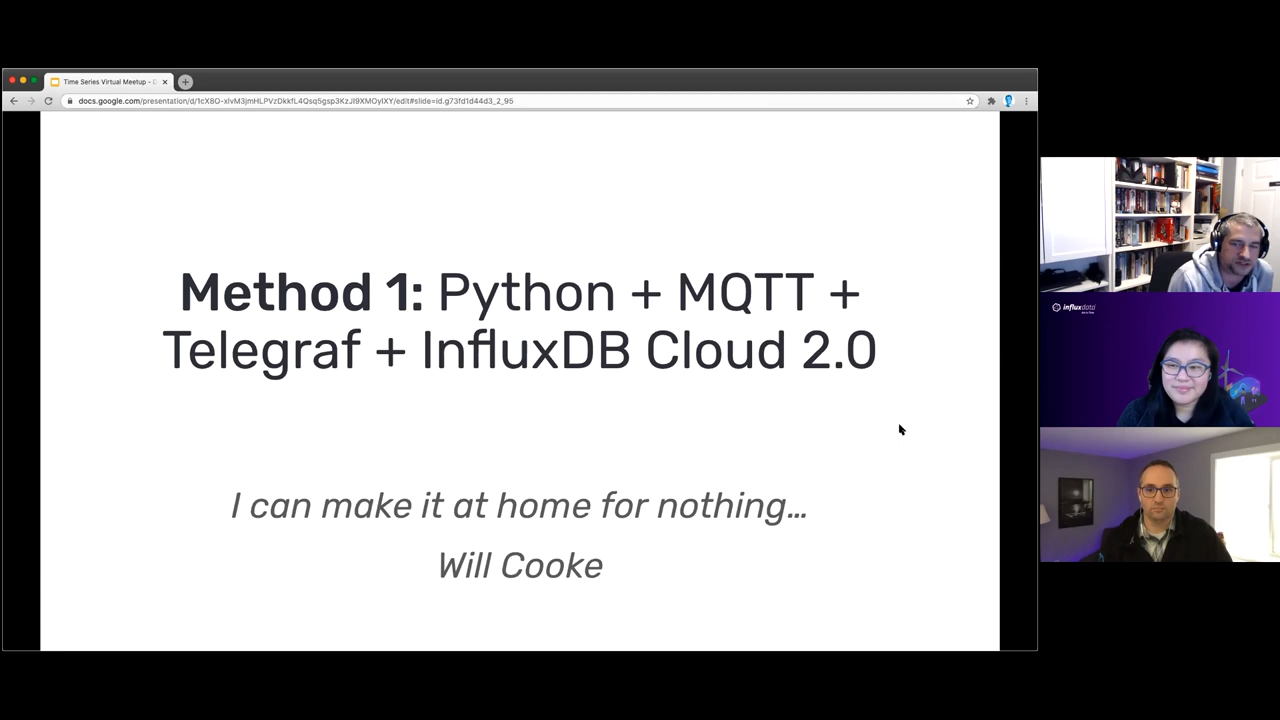 Time Series Virtual Meetup - D
docs.google.com/presentation/d/1cX8O-xlvM3jmHLPVzDkkfL4Qsq5gsp3KzJI9XMOyIXY/edit#slide=id.g73fd1d44d3_2_95
Method 1: Python + MQTT +
Telegraf + InfluxDB Cloud 2.0
I can make it at home for nothing...
Will Cooke
influxdata